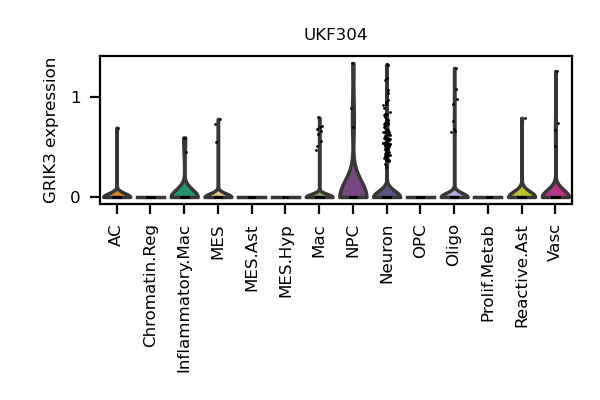 UKF304
GRIK3 expression
1
0
AC
Chromatin.Reg
Inflammatory.Mac
MES
MES.Ast
MES.Hyp
Mac
NPC
Neuron
OPC
Oligo
Prolif.Metab
Reactive.Ast
Vasc